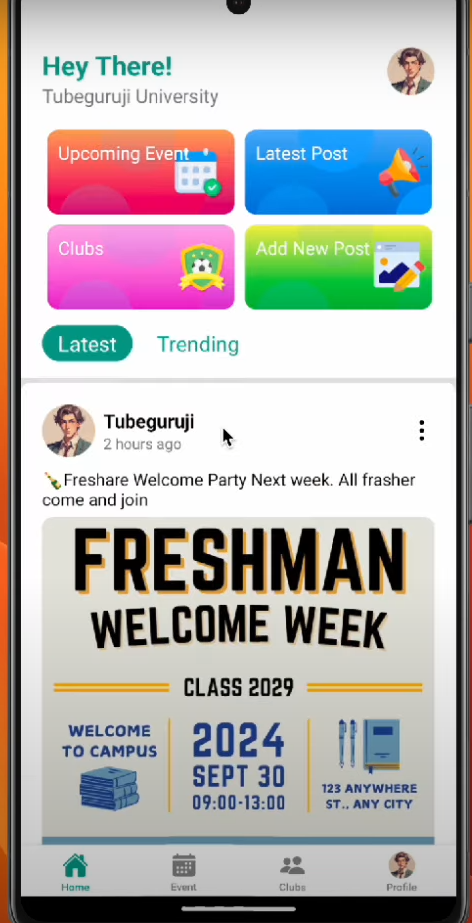 Hey There!
Tubeguruji University
Upcoming Event
Latest Post
Clubs
Add New Post
Latest
Trending
Tubeguruji
2 hours ago
🍾Freshare Welcome Party Next week. All frasher
come and join
FRESHMAN
WELCOME WEEK
CLASS 2029
WELCOME
TO CAMPUS
2024
SEPT 30
09:00-13:00
123 ANYWHERE
ST., ANY CITY
Home
Event
Clubs
Profile